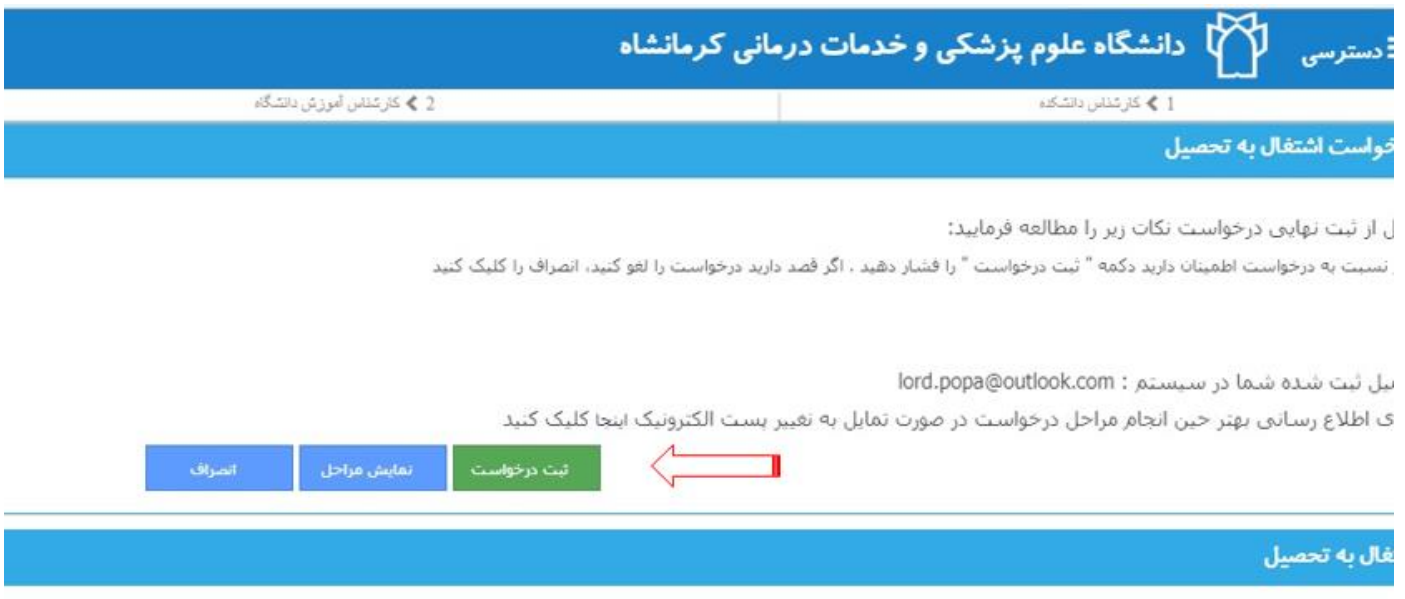 دسترسی
دانشگاه علوم پزشکی و خدمات درمانی کرمانشاه
1 کارشناس دانشکده
2 کارشناس آموزش دانشگاه
خواست اشتغال به تحصیل
ل از ثبت نهایی درخواست نکات زیر را مطالعه فرمایید:
نسبت به درخواست اطمینان دارید دکمه " ثبت درخواست " را فشار دهید . اگر قصد دارید درخواست را لغو کنید، انصراف را کلیک کنید
یل ثبت شده شما در سیستم : lord.popa@outlook.com
ی اطلاع رسانی بهتر حین انجام مراحل درخواست در صورت تمایل به تغییر پست الکترونیک اینجا کلیک کنید
ثبت درخواست
نمایش مراحل
انصراف
غال به تحصیل